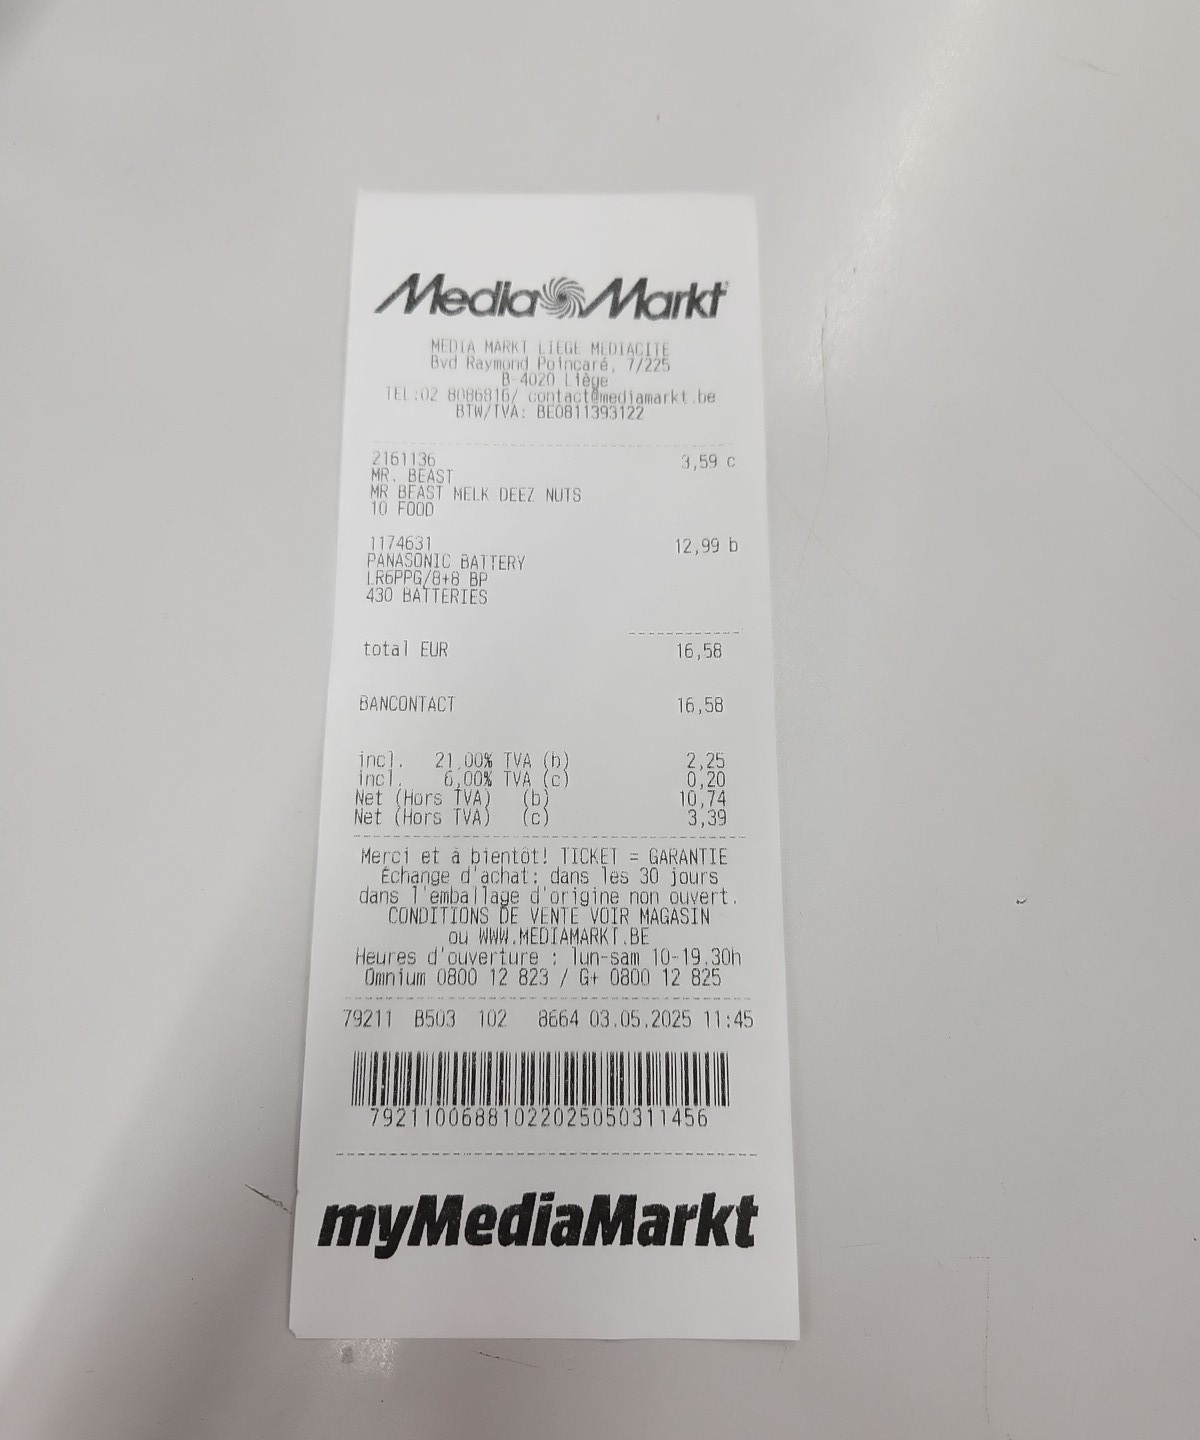 Media Markt
MEDIA MARKT LIEGE MEDIACITE
Bvd Raymond Poincaré, 7/225
B-4020 Liège
TEL:02 8086816/ contact@mediamarkt.be
BTW/TVA: BE0811393122
2161136 3,59 c
MR. BEAST
MR BEAST MELK DEEZ NUTS
10 FOOD
1174631 12,99 b
PANASONIC BATTERY
LR6PPG/8+8 BP
430 BATTERIES
total EUR 16,58
BANCONTACT 16,58
incl. 21,00% TVA (b) 2,25
incl. 6,00% TVA (c) 0,20
Net (Hors TVA) (b) 10,74
Net (Hors TVA) (c) 3,39
Merci et à bientôt! TICKET = GARANTIE
Échange d'achat: dans les 30 jours
dans l'emballage d'origine non ouvert.
CONDITIONS DE VENTE VOIR MAGASIN
ou WWW.MEDIAMARKT.BE
Heures d'ouverture : lun-sam 10-19.30h
Omnium 0800 12 823 / G+ 0800 12 825
79211 B503 102 8664 03.05.2025 11:45
7921100688102202505031145​6
myMediaMarkt